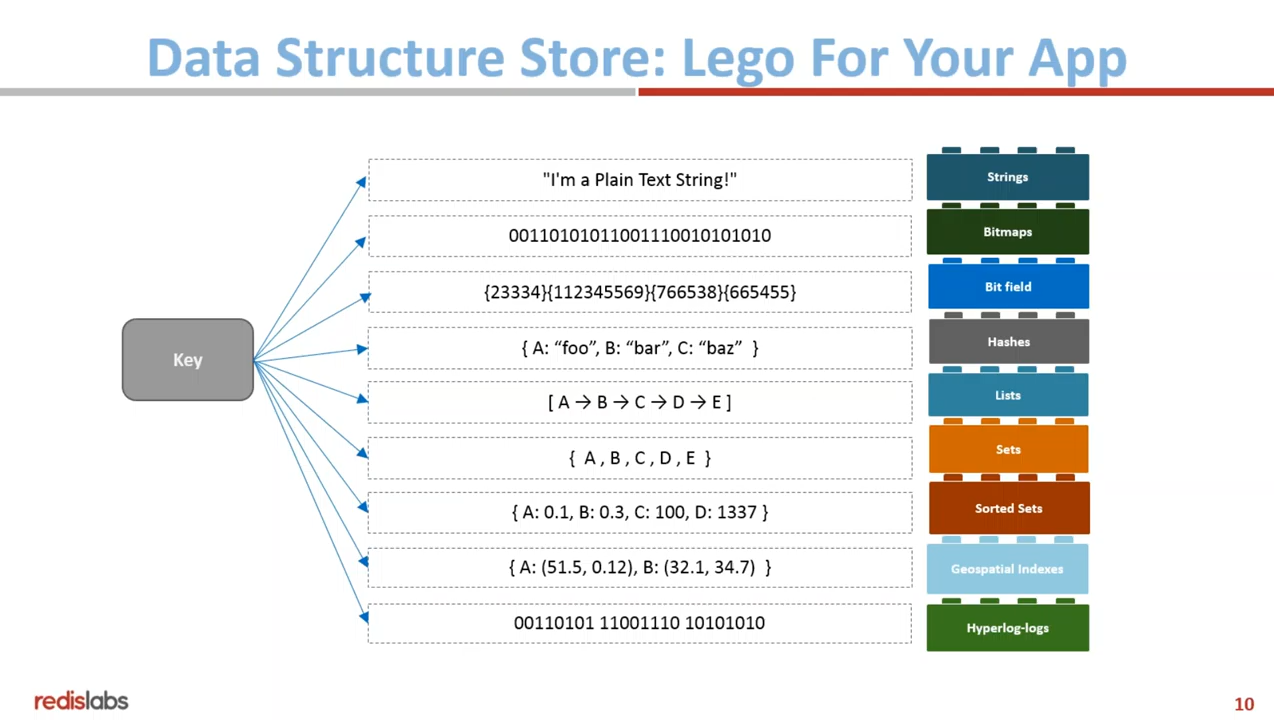 Data Structure Store: Lego For Your App
Key
"I'm a Plain Text String!"
Strings
00110101011001110010101010
Bitmaps
{23334}{112345569}{766538}{665455}
Bit field
{ A: “foo”, B: “bar”, C: “baz” }
Hashes
[ A → B → C → D → E ]
Lists
{ A , B , C , D , E }
Sets
{ A: 0.1, B: 0.3, C: 100, D: 1337 }
Sorted Sets
{ A: (51.5, 0.12), B: (32.1, 34.7) }
Geospatial Indexes
00110101 11001110 10101010
Hyperlog-logs
redislabs
10